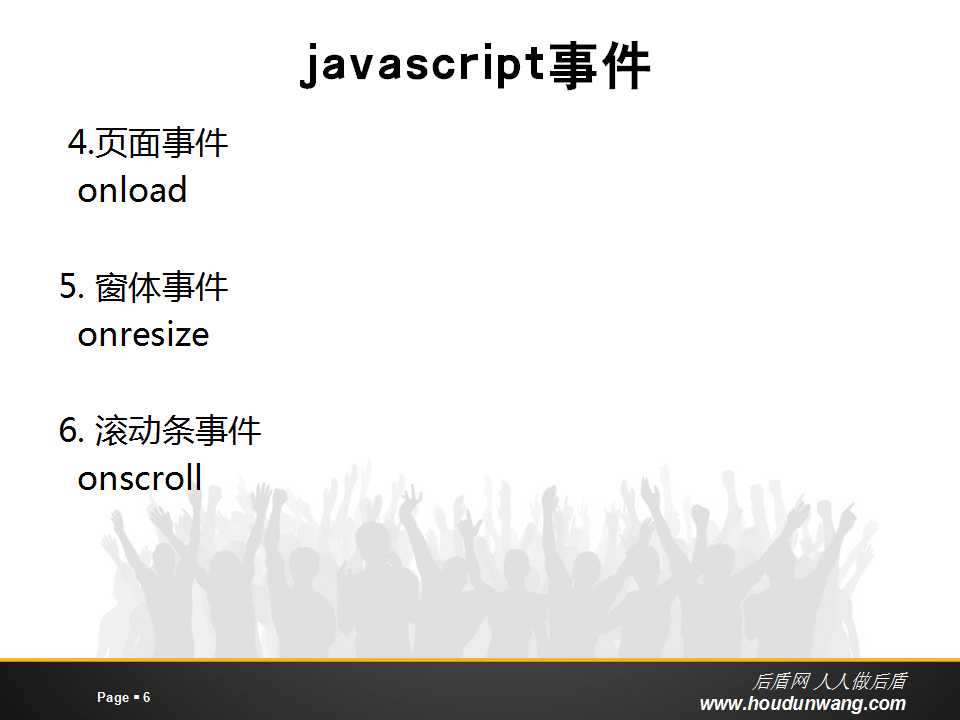 javascript事件
4.页面事件
onload
5. 窗体事件
onresize
6. 滚动条事件
onscroll
Page ▪ 6
后盾网 人人做后盾
www.houdunwang.com